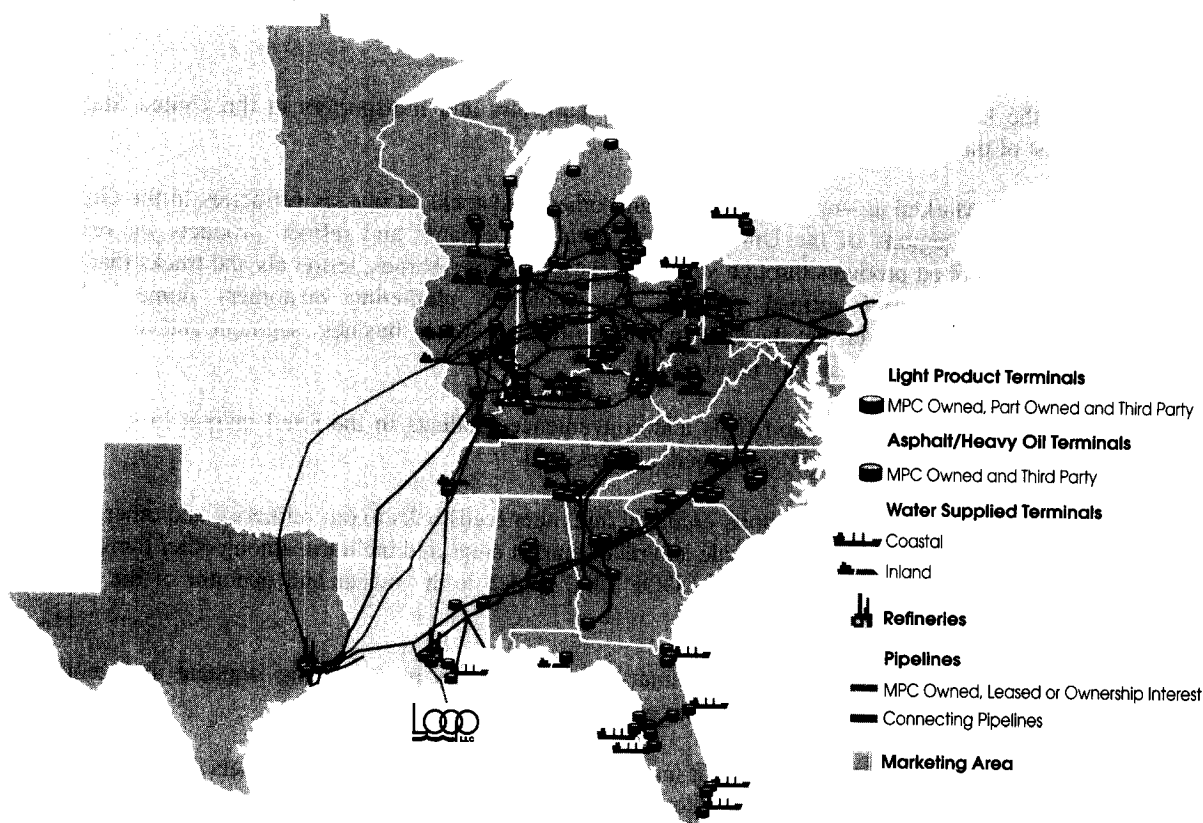 Light Product Terminals
MPC Owned, Part Owned and Third Party
Asphalt/Heavy Oil Terminals
MPC Owned and Third Party
Water Supplied Terminals
Coastal
Inland
Refineries
Pipelines
MPC Owned, Leased or Ownership Interest
Connecting Pipelines
Marketing Area
LOOP
LLC